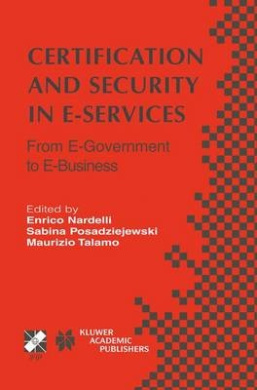 CERTIFICATION
AND SECURITY
IN E-SERVICES
From E-Government
to E-Business
Edited by
Enrico Nardelli
Sabina Posadziejewski
Maurizio Talamo
KLUWER
ACADEMIC
PUBLISHERS